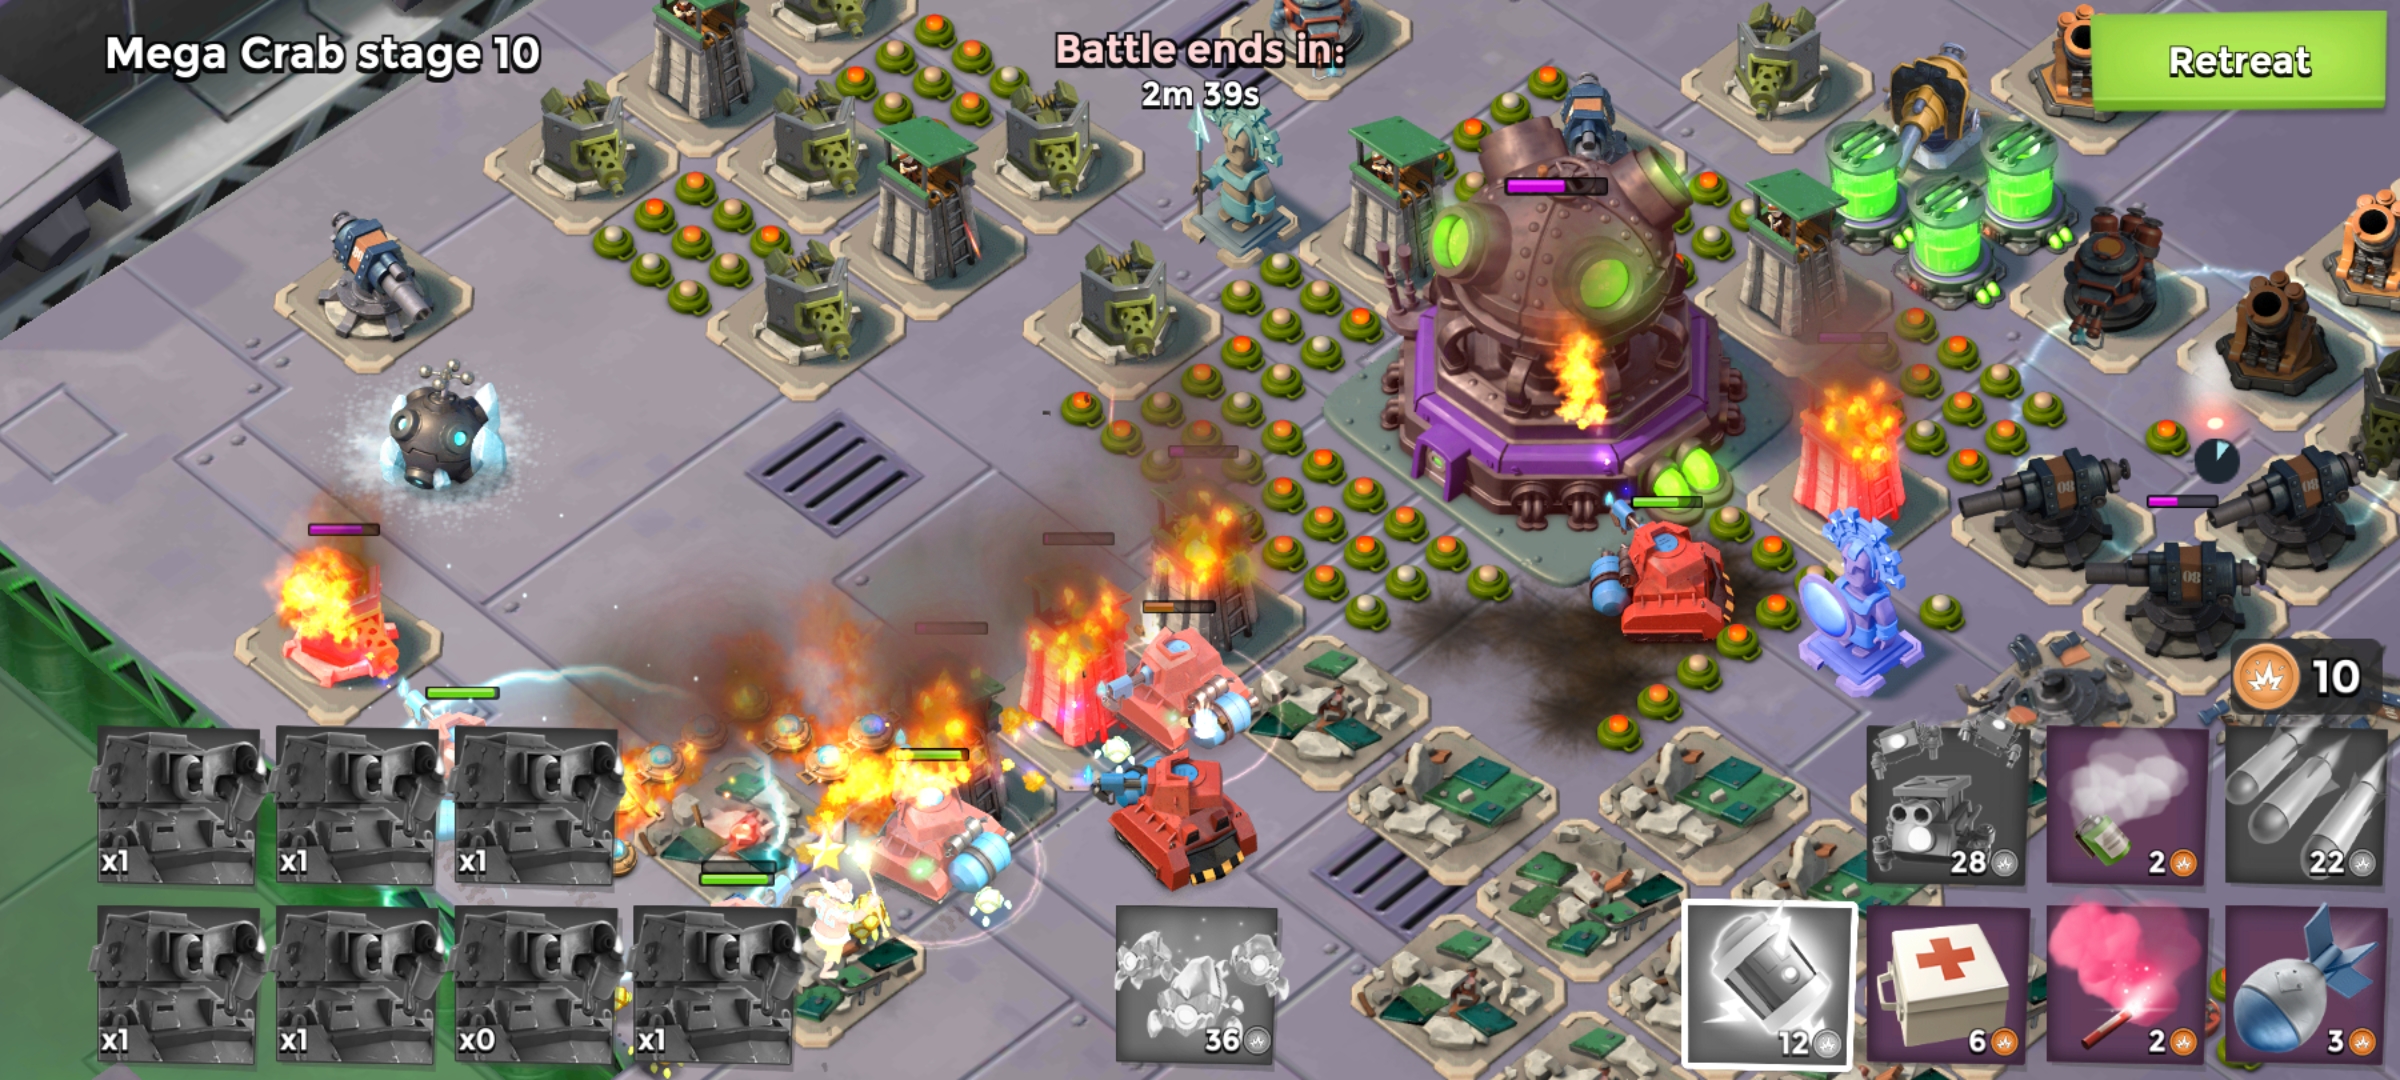 Mega Crab stage 10
Battle ends in:
2m 39s
Retreat
10
x1
x1
x1
28
2
22
x1
x1
x0
x1
36
12
6
2
3